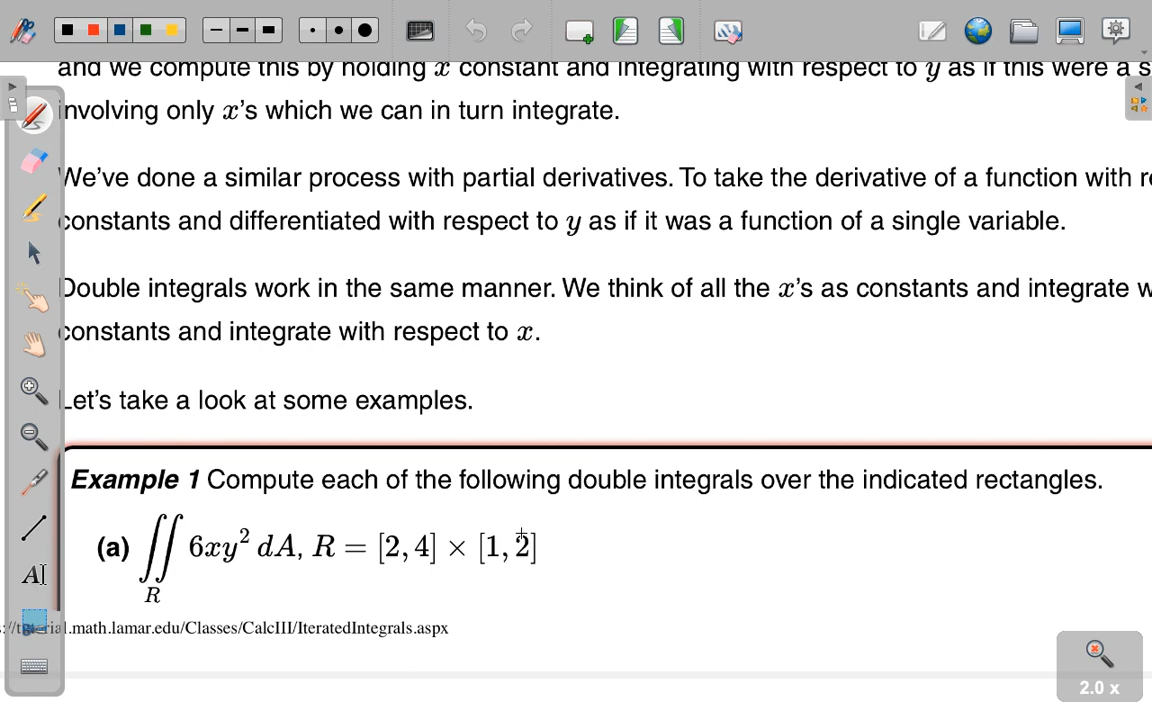 and we compute this by holding x constant and integrating with respect to y as if this were a s
involving only x's which we can in turn integrate.
We've done a similar process with partial derivatives. To take the derivative of a function with r
constants and differentiated with respect to y as if it was a function of a single variable.
Double integrals work in the same manner. We think of all the x's as constants and integrate w
constants and integrate with respect to x.
Let's take a look at some examples.
Example 1 Compute each of the following double integrals over the indicated rectangles.
(a) ∬_R 6xy² dA, R = [2, 4] × [1, 2]
.math.lamar.edu/Classes/CalcIII/IteratedIntegrals.aspx
2.0 x